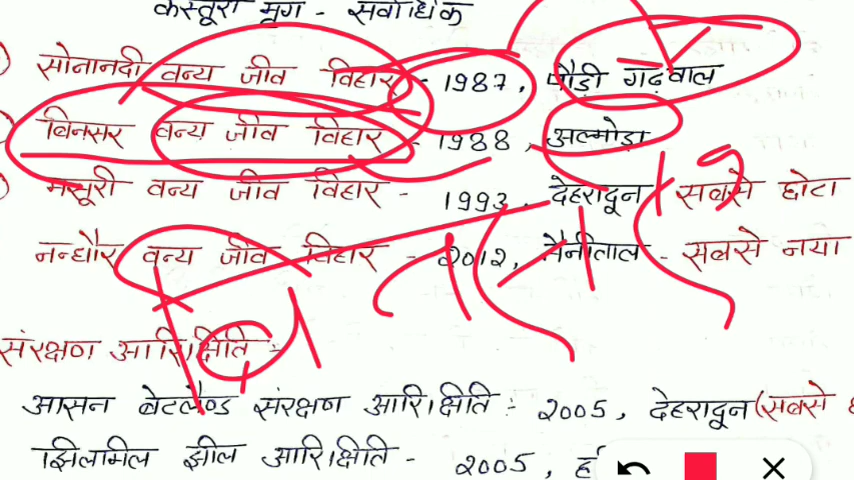 कस्तूरी मृग - सर्वाधिक
सोनानदी वन्य जीव विहार - 1987, पौड़ी गढ़वाल
बिनसर वन्य जीव विहार - 1988, अल्मोड़ा
मसूरी वन्य जीव विहार - 1993, देहरादून सबसे छोटा
नन्धौर वन्य जीव विहार - 2012, नैनीताल - सबसे नया
संरक्षण आरक्षिति :-
आसन वेटलैण्ड संरक्षण आरक्षिति :- 2005, देहरादून (सबसे
झिलमिल झील आरक्षिति - 2005,